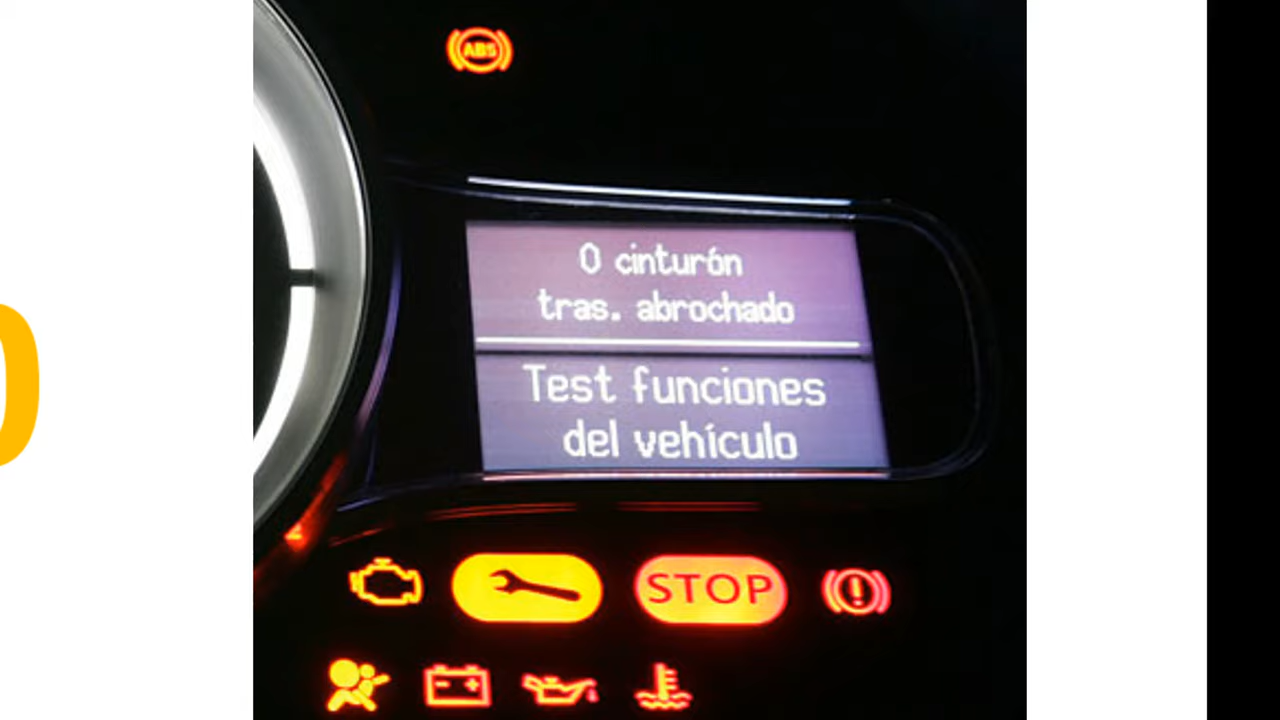 ABS
0 cinturón
tras. abrochado
Test funciones
del vehículo
STOP